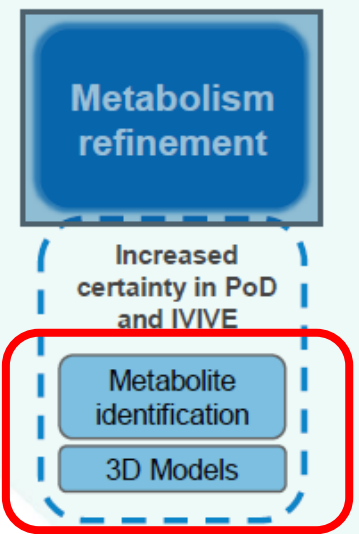 Metabolism
refinement
Increased
certainty in PoD
and IVIVE
Metabolite
identification
3D Models